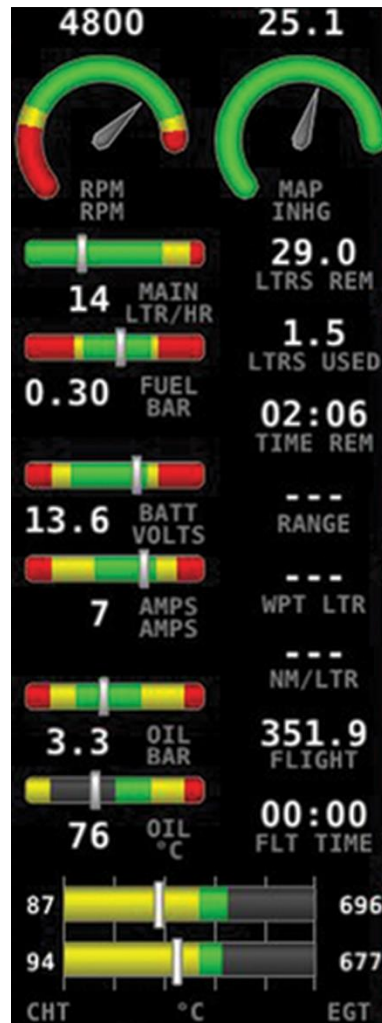 4800
25.1
RPM
RPM
MAP
INHG
14
MAIN
LTR/HR
29.0
LTRS REM
0.30
FUEL
BAR
1.5
LTRS USED
02:06
TIME REM
13.6
BATT
VOLTS
---
RANGE
7
AMPS
AMPS
---
WPT LTR
---
NM/LTR
3.3
OIL
BAR
351.9
FLIGHT
76
OIL
°C
00:00
FLT TIME
87
696
94
677
CHT
°C
EGT